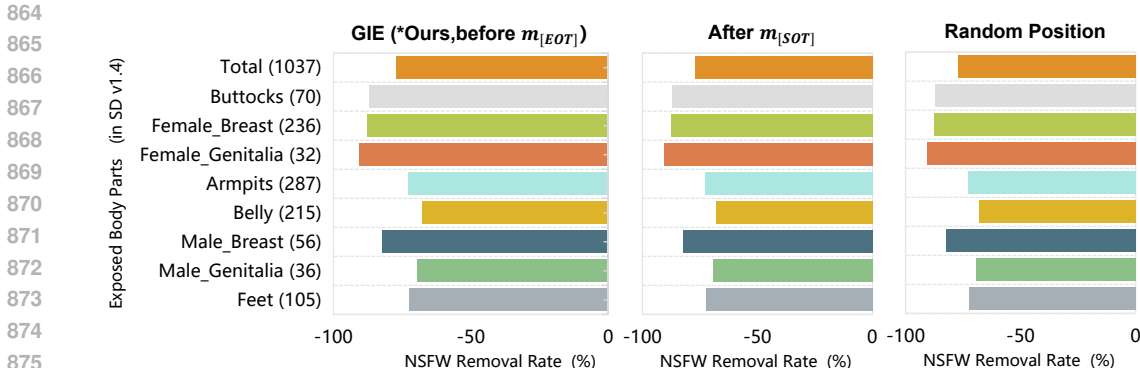 864
865
866
867
868
869
870
871
872
873
874
875
GIE (*Ours,before m[EOT]) After m[SOT] Random Position
Exposed Body Parts (in SD v1.4)
Total (1037)
Buttocks (70)
Female_Breast (236)
Female_Genitalia (32)
Armpits (287)
Belly (215)
Male_Breast (56)
Male_Genitalia (36)
Feet (105)
-100 -50 0 -100 -50 0 -100 -50 0
NSFW Removal Rate (%) NSFW Removal Rate (%) NSFW Removal Rate (%)